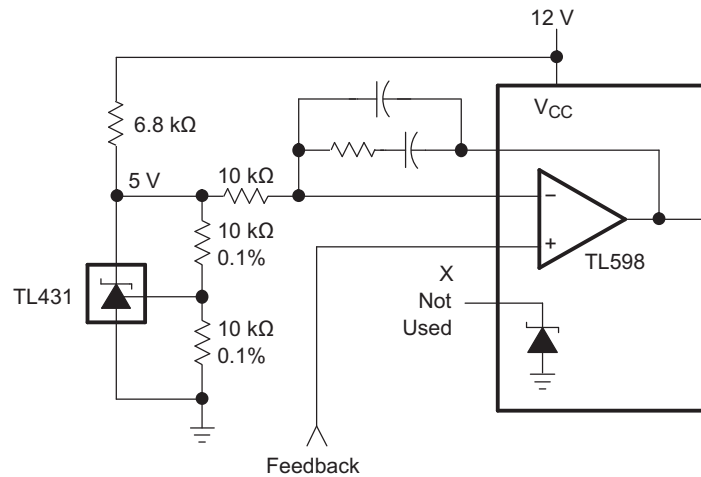 12 V
VCC
6.8 kΩ
5 V
10 kΩ
10 kΩ
0.1%
TL431
10 kΩ
0.1%
−
+
TL598
X
Not
Used
Feedback